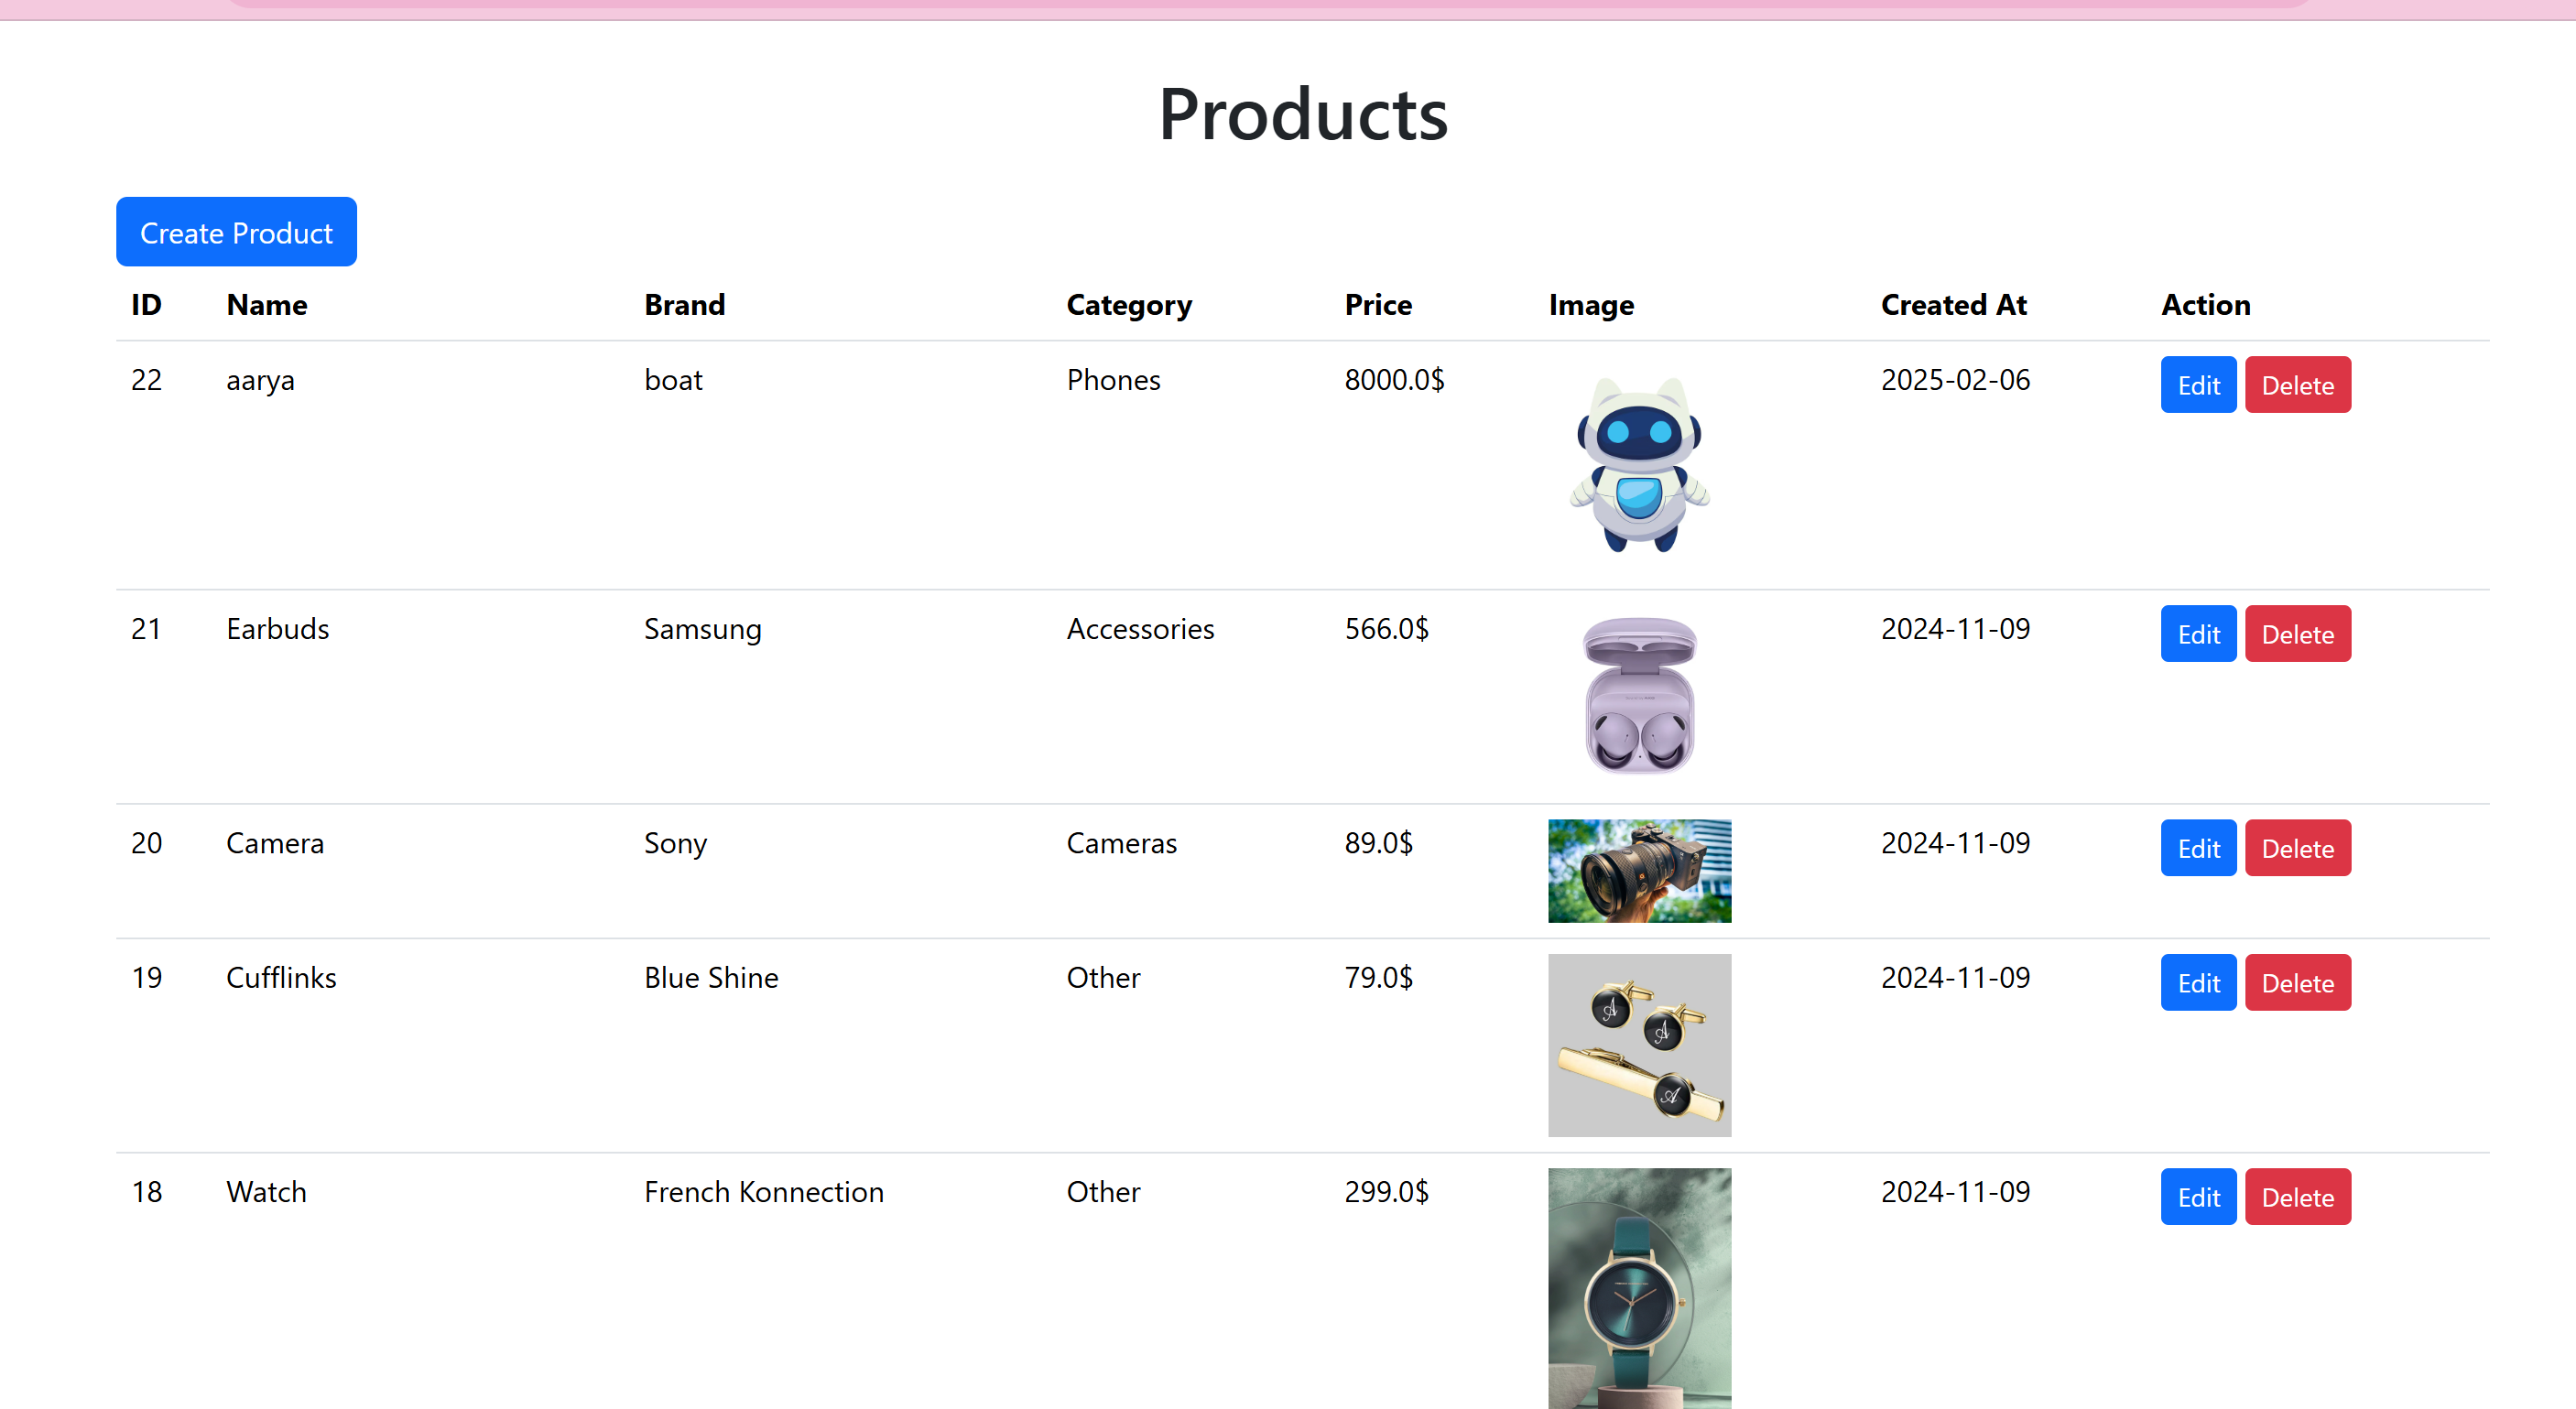 Products
Create Product
ID Name Brand Category Price Image Created At Action
22 aarya boat Phones 8000.0$ 2025-02-06 Edit Delete
21 Earbuds Samsung Accessories 566.0$ 2024-11-09 Edit Delete
20 Camera Sony Cameras 89.0$ 2024-11-09 Edit Delete
19 Cufflinks Blue Shine Other 79.0$ 2024-11-09 Edit Delete
A
A
A
18 Watch French Konnection Other 299.0$ 2024-11-09 Edit Delete